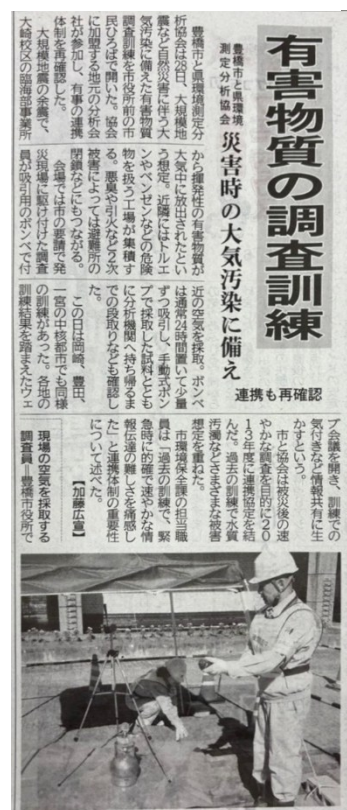 有害物質の調査訓練
豊橋市と県環境
測定分析協会
災害時の大気汚染に備え
連携も再確認
豊橋市と県環境測定分
析協会は28日、大規模地
震など自然災害に伴う大
気汚染に備えた有害物質
調査訓練を市役所前の市
民ひろばで開いた。協会
に加盟する地元の分析会
社が参加し、有事の連携
体制を再確認した。
大規模地震の余震で、
大崎校区の臨海部事業所
から揮発性の有害物質が
大気中に放出されたとい
う想定。近隣にはトルエ
ンやベンゼンなどの危険
物を扱う工場が集積す
る。悪臭や引火など2次
被害によっては避難所の
閉鎖などにもつながる。
会場では市の要請で発
災現場に駆け付けた調査
員が吸引用のボンベで付
近の空気を採取。ボンベ
は通常24時間置いて少量
ずつ吸引し、手動式ポン
プで採取した試料ととも
に分析機関へ持ち帰るま
での段取りなども確認し
た。
この日は岡崎、豊田、
一宮の中核都市でも同様
の訓練があった。各地の
訓練結果を踏まえたウェ
ブ会議を開き、訓練での
気付きなど情報共有に生
かすという。
市と協会は被災後の速
やかな調査を目的に20
13年度に連携協定を結
んだ。過去の訓練で水質
汚濁などさまざまな被害
想定を重ねた。
市環境保全課の担当職
員は「過去の訓練で、緊
急時に的確で速やかな情
報伝達の難しさを痛感し
た」と連携体制の重要性
について述べた。
【加藤広宣】
現場の空気を採取する
調査員＝豊橋市役所で